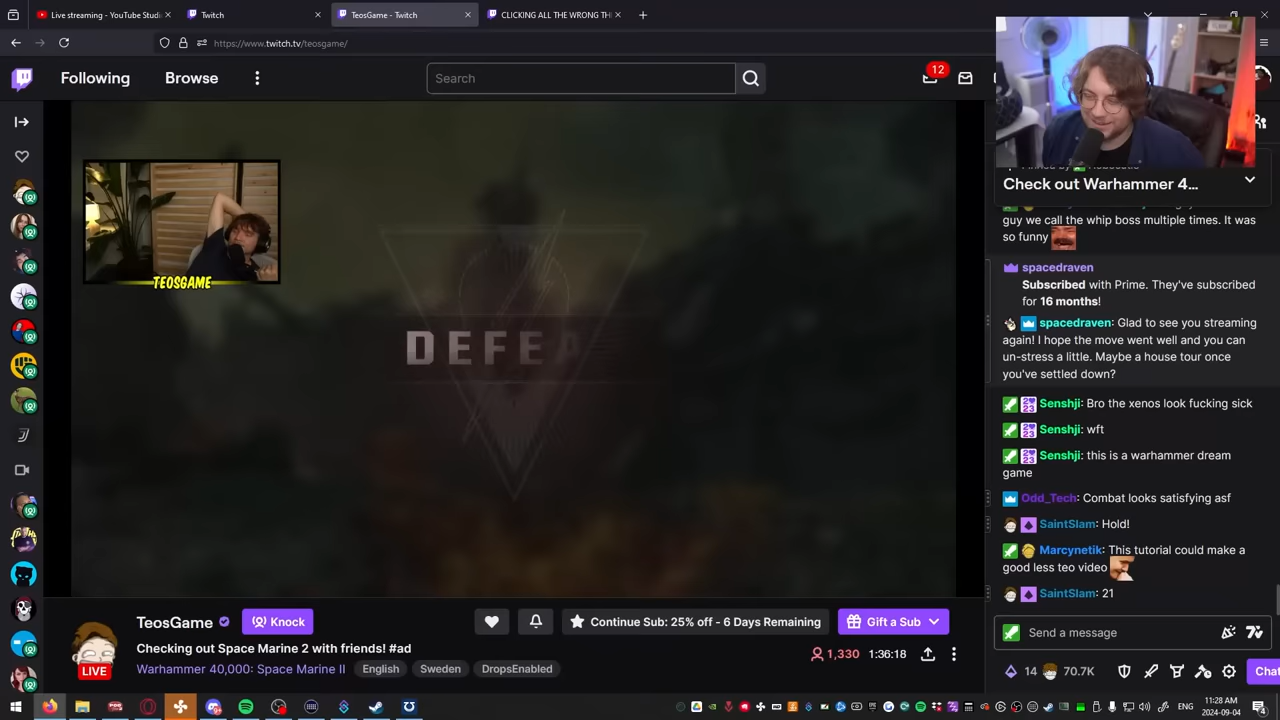 Live streaming - YouTube Studi
Twitch
TeosGame - Twitch
CLICKING ALL THE WRONG TH
https://www.twitch.tv/teosgame/
Following
Browse
Search
12
Check out Warhammer 4...
guy we call the whip boss multiple times. It was
so funny
TEOSGAME
DEFEA
spacedraven
Subscribed with Prime. They've subscribed
for 16 months!
spacedraven: Glad to see you streaming
again! I hope the move went well and you can
un-stress a little. Maybe a house tour once
you've settled down?
Senshji: Bro the xenos look fucking sick
Senshji: wft
Senshji: this is a warhammer dream
game
Odd_Tech: Combat looks satisfying asf
SaintSlam: Hold!
Marcynetik: This tutorial could make a
good less teo video
SaintSlam: 21
Send a message
14
70.7K
Chat
TeosGame
Knock
Continue Sub: 25% off - 6 Days Remaining
Gift a Sub
Checking out Space Marine 2 with friends! #ad
Warhammer 40,000: Space Marine II
English
Sweden
DropsEnabled
LIVE
1,330
1:36:18
ENG
11:28 AM
2024-09-04